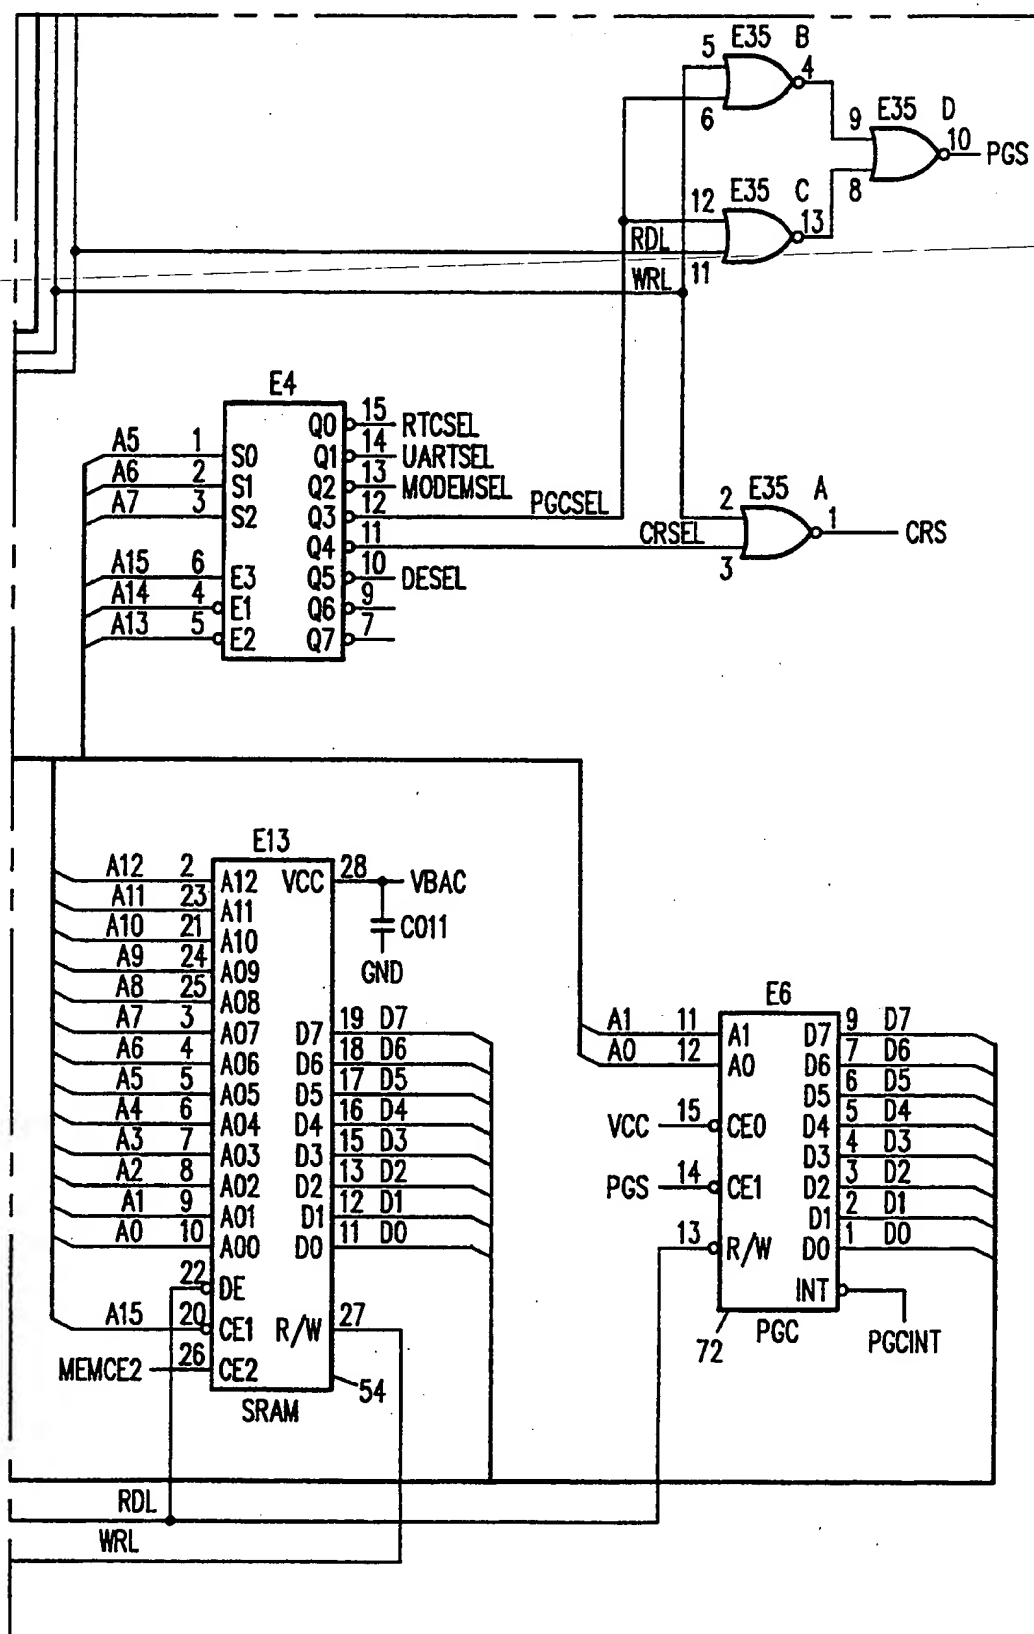 E35 B
5
4
6
E35 D
9
10
PGS
8
E35 C
12
13
RDL
11
WRL
E4
Q0 15 RTCSEL
A5 1 S0
Q1 14 UARTSEL
A6 2 S1
Q2 13 MODEMSEL
A7 3 S2
Q3 12 PGCSEL
Q4 11 CRSEL
2 E35 A
1
CRS
3
A15 6 E3
Q5 10 DESEL
A14 4 E1
Q6 9
A13 5 E2
Q7 7
E13
A12 2 A12
VCC 28 VBAC
A11 23 A11
A10 21 A10
C011
A9 24 A09
GND
A8 25 A08
A7 3 A07
D7 19 D7
A6 4 A06
D6 18 D6
A5 5 A05
D5 17 D5
A4 6 A04
D4 16 D4
A3 7 A03
D3 15 D3
A2 8 A02
D2 13 D2
A1 9 A01
D1 12 D1
A0 10 A00
D0 11 D0
22 DE
A15 20 CE1
R/W 27
MEMCE2 26 CE2
54
SRAM
E6
A1 11 A1
D7 9 D7
A0 12 A0
D6 7 D6
D5 6 D5
VCC 15 CE0
D4 5 D4
D3 4 D3
PGS 14 CE1
D2 3 D2
D1 2 D1
13 R/W
D0 1 D0
INT
72
PGC
PGCINT
RDL
WRL